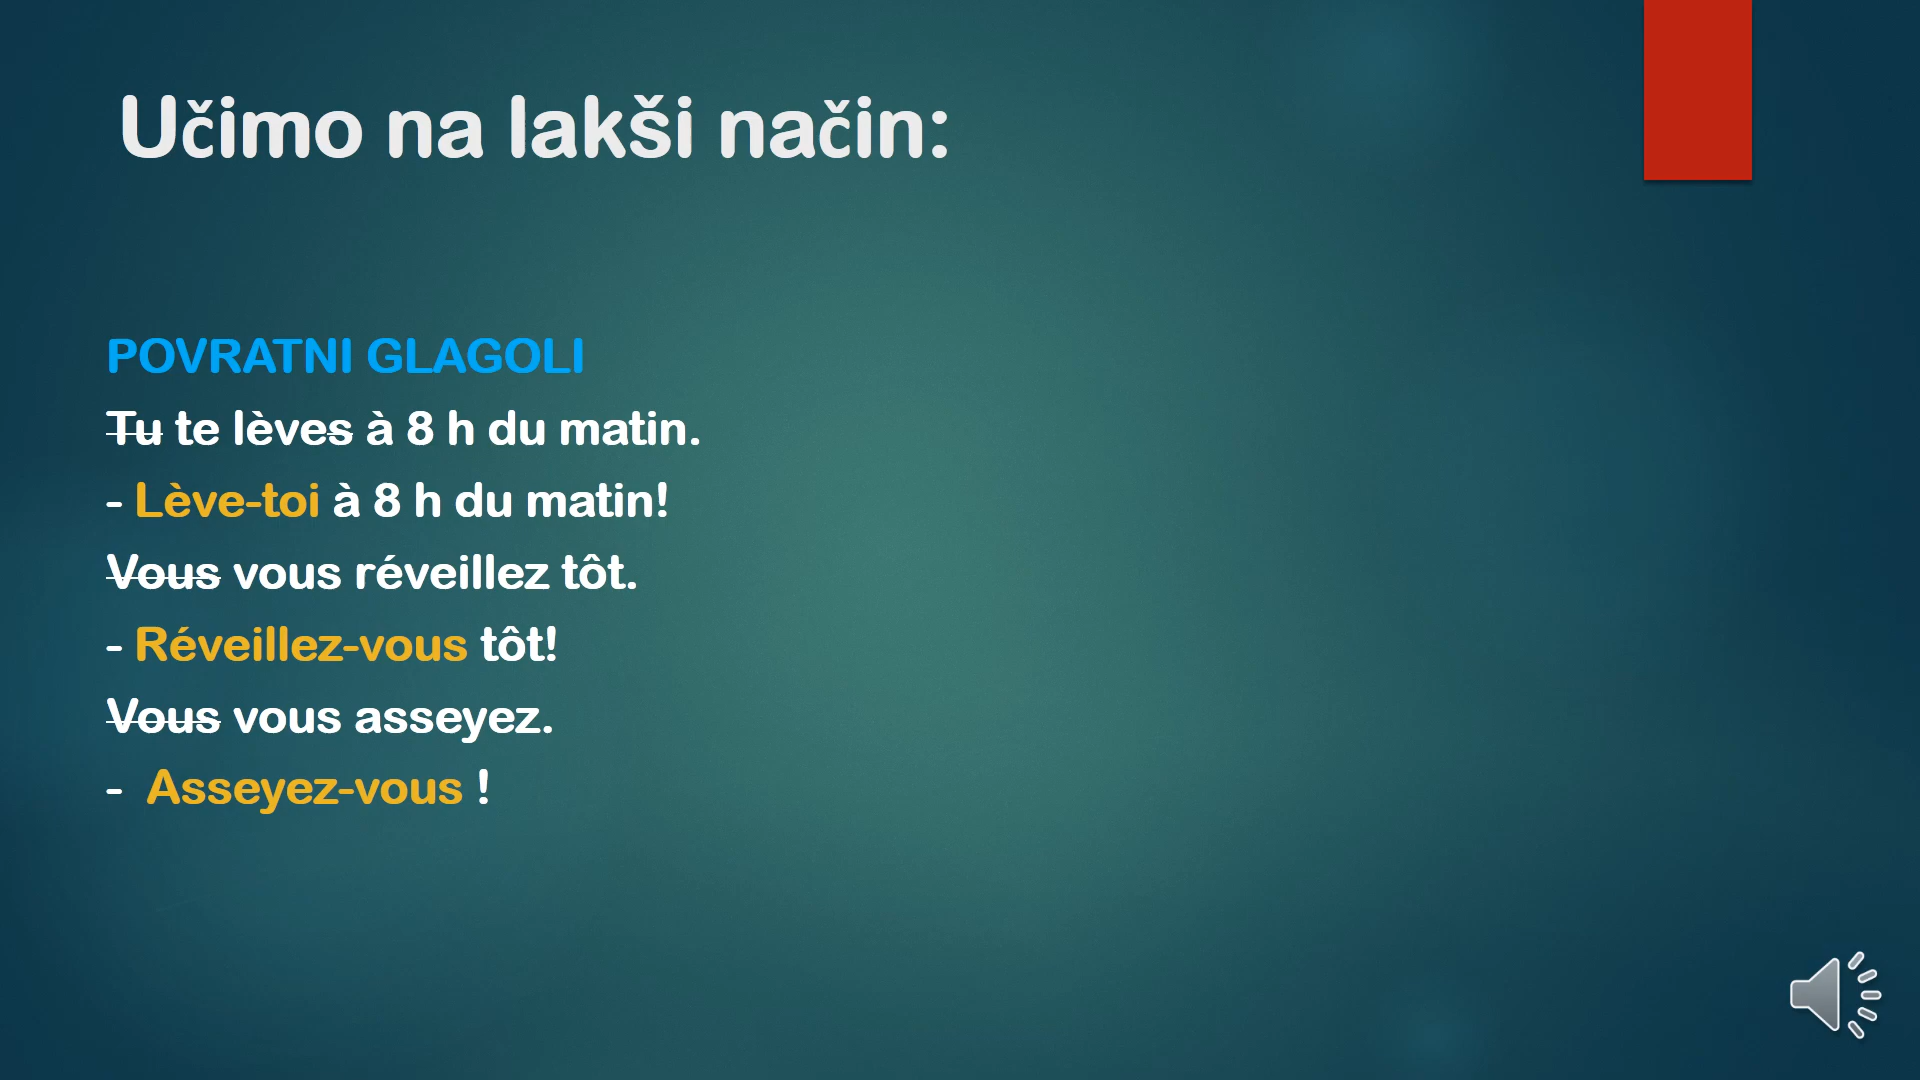 Učimo na lakši način:
POVRATNI GLAGOLI
Tu te lèves à 8 h du matin.
- Lève-toi à 8 h du matin!
Vous vous réveillez tôt.
- Réveillez-vous tôt!
Vous vous asseyez.
- Asseyez-vous !